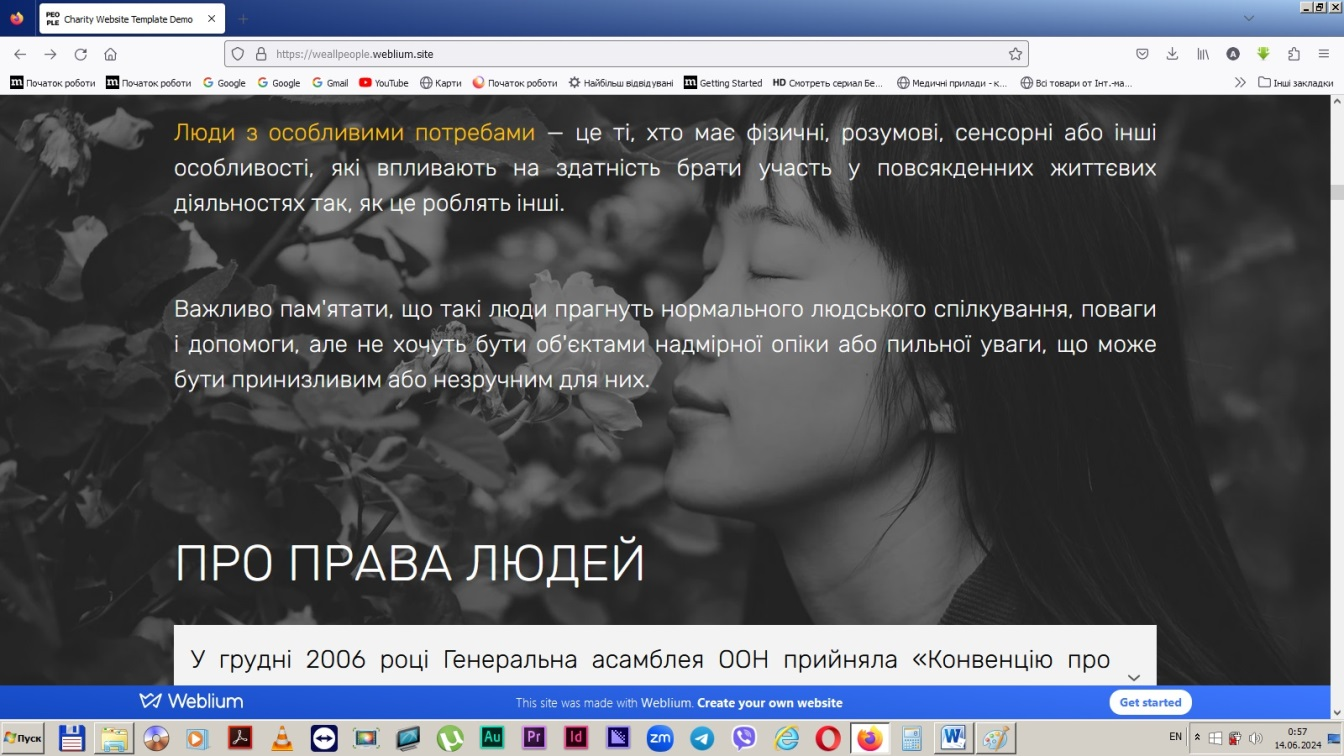 PEO
PLE
Charity Website Template Demo
https://weallpeople.weblium.site
Початок роботи
Початок роботи
Google
Google
Gmail
YouTube
Карти
Початок роботи
Найбільш відвідувані
Getting Started
HD Смотреть сериал Бе...
Медичні прилади - к...
Всі товари от Інт.-ма...
Інші закладки
Люди з особливими потребами — це ті, хто має фізичні, розумові, сенсорні або інші
особливості, які впливають на здатність брати участь у повсякденних життєвих
діяльностях так, як це роблять інші.
Важливо пам'ятати, що такі люди прагнуть нормального людського спілкування, поваги
і допомоги, але не хочуть бути об'єктами надмірної опіки або пильної уваги, що може
бути принизливим або незручним для них.
ПРО ПРАВА ЛЮДЕЙ
У грудні 2006 році Генеральна асамблея ООН прийняла «Конвенцію про
Weblium
This site was made with Weblium. Create your own website
Get started
Пуск
Au
Pr
Id
zm
W
EN
0:57
14.06.2024